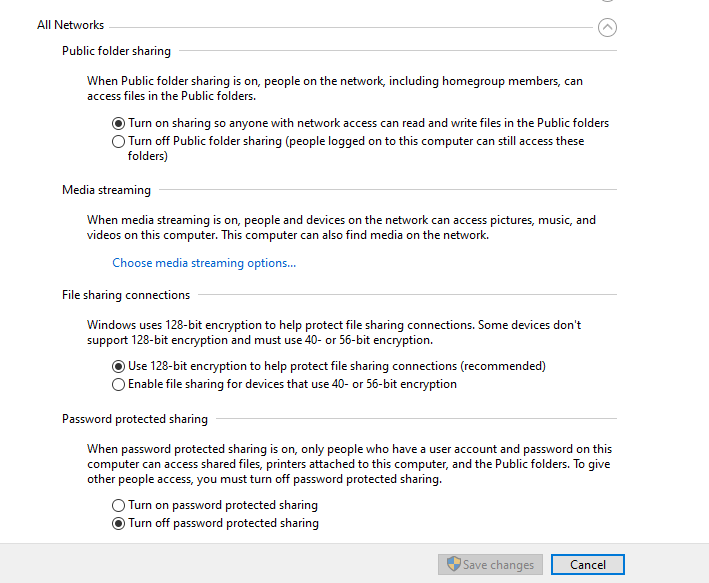 All Networks
Public folder sharing
When Public folder sharing is on, people on the network, including homegroup members, can
access files in the Public folders.
Turn on sharing so anyone with network access can read and write files in the Public folders
Turn off Public folder sharing (people logged on to this computer can still access these
folders)
Media streaming
When media streaming is on, people and devices on the network can access pictures, music, and
videos on this computer. This computer can also find media on the network.
Choose media streaming options...
File sharing connections
Windows uses 128-bit encryption to help protect file sharing connections. Some devices don't
support 128-bit encryption and must use 40- or 56-bit encryption.
Use 128-bit encryption to help protect file sharing connections (recommended)
Enable file sharing for devices that use 40- or 56-bit encryption
Password protected sharing
When password protected sharing is on, only people who have a user account and password on this
computer can access shared files, printers attached to this computer, and the Public folders. To give
other people access, you must turn off password protected sharing.
Turn on password protected sharing
Turn off password protected sharing
Save changes
Cancel